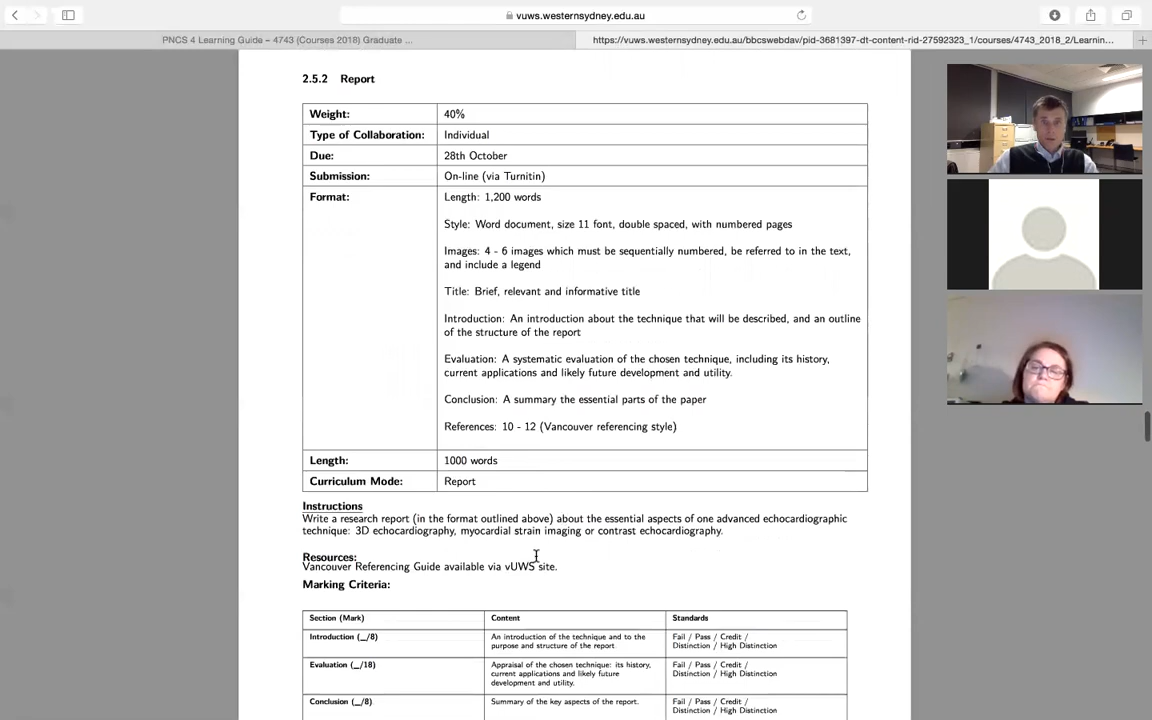 vuws.westernsydney.edu.au
PNCS 4 Learning Guide – 4743 (Courses 2018) Graduate ...
https://vuws.westernsydney.edu.au/bbcswebdav/pid-3681397-dt-content-rid-27592323_1/courses/4743_2018_2/Learnin...
2.5.2 Report
Weight: 40%
Type of Collaboration: Individual
Due: 28th October
Submission: On-line (via Turnitin)
Format: Length: 1,200 words
Style: Word document, size 11 font, double spaced, with numbered pages
Images: 4 - 6 images which must be sequentially numbered, be referred to in the text,
and include a legend
Title: Brief, relevant and informative title
Introduction: An introduction about the technique that will be described, and an outline
of the structure of the report
Evaluation: A systematic evaluation of the chosen technique, including its history,
current applications and likely future development and utility.
Conclusion: A summary the essential parts of the paper
References: 10 - 12 (Vancouver referencing style)
Length: 1000 words
Curriculum Mode: Report
Instructions
Write a research report (in the format outlined above) about the essential aspects of one advanced echocardiographic
technique: 3D echocardiography, myocardial strain imaging or contrast echocardiography.
Resources:
Vancouver Referencing Guide available via vUWS site.
Marking Criteria:
Section (Mark) Content Standards
Introduction (_/8) An introduction of the technique and to the Fail / Pass / Credit /
purpose and structure of the report Distinction / High Distinction
Evaluation (_/18) Appraisal of the chosen technique: its history, Fail / Pass / Credit /
current applications and likely future Distinction / High Distinction
development and utility.
Conclusion (_/8) Summary of the key aspects of the report. Fail / Pass / Credit /
Distinction / High Distinction